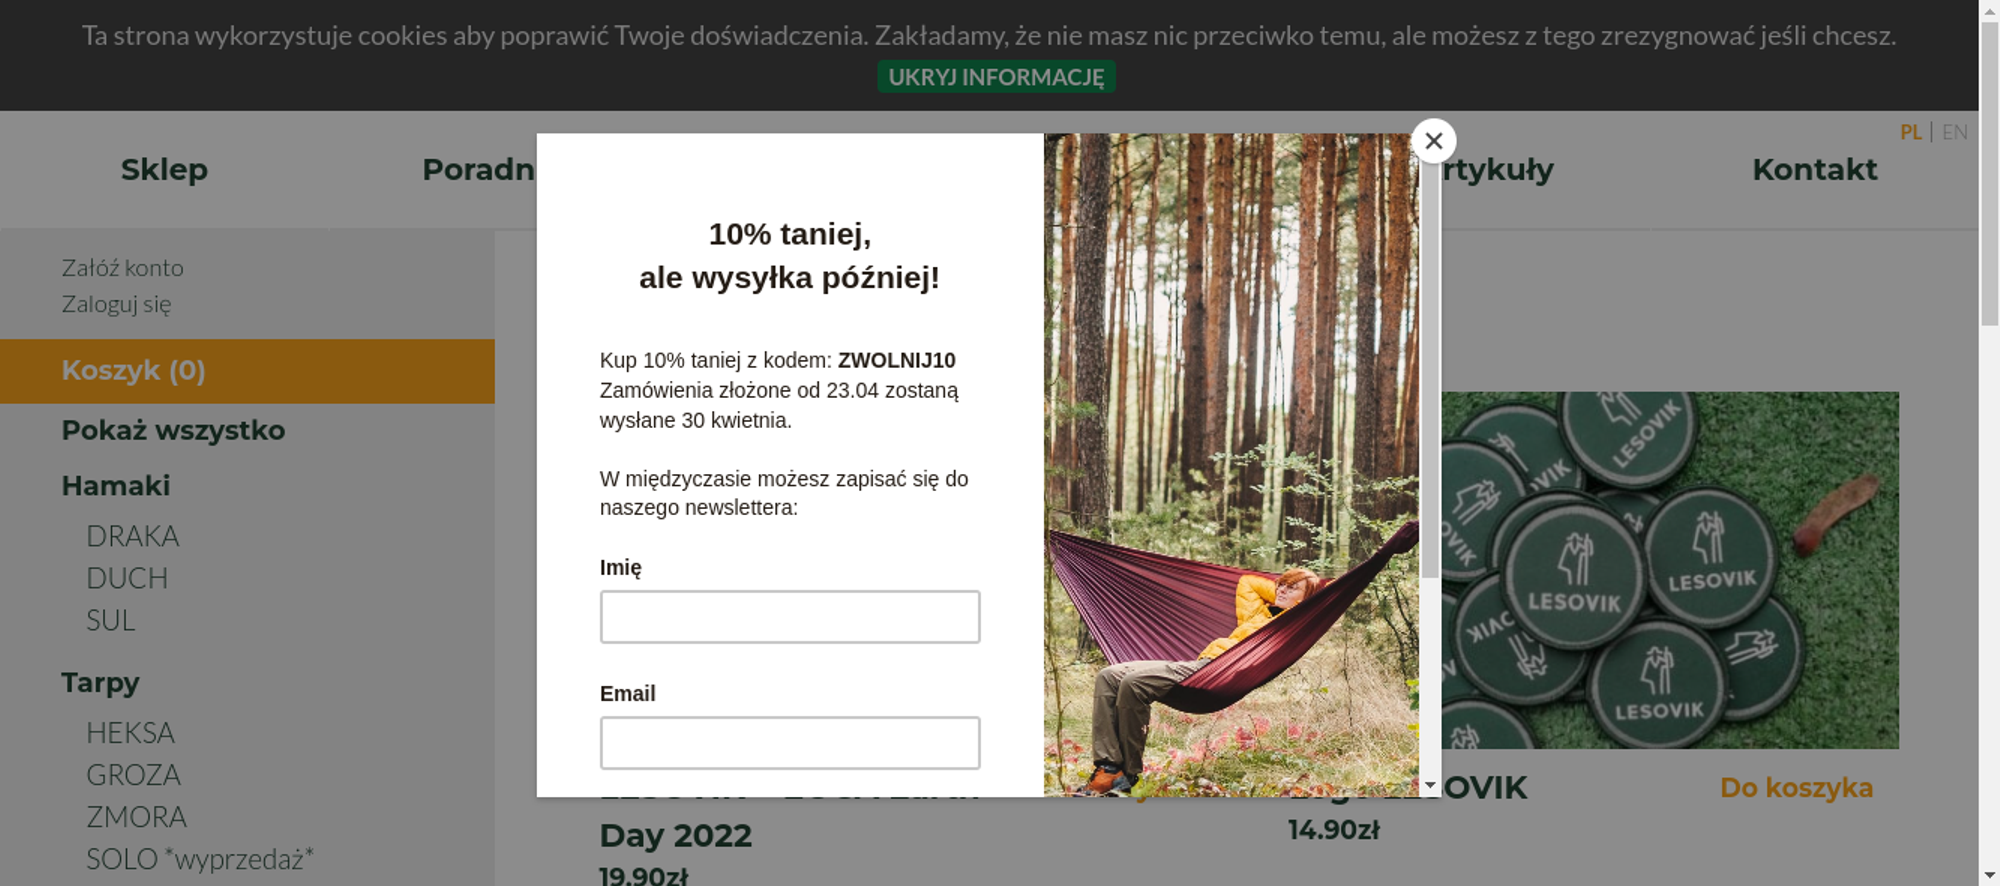 Ta strona wykorzystuje cookies aby poprawić Twoje doświadczenia. Zakładamy, że nie masz nic przeciwko temu, ale możesz z tego zrezygnować jeśli chcesz.
UKRYJ INFORMACJĘ
PL | EN
Sklep
Poradn
rtykuły
Kontakt
Załóż konto
Zaloguj się
Koszyk (0)
Pokaż wszystko
Hamaki
DRAKA
DUCH
SUL
Tarpy
HEKSA
GROZA
ZMORA
SOLO *wyprzedaż*
10% taniej,
ale wysyłka później!
Kup 10% taniej z kodem: ZWOLNIJ10
Zamówienia złożone od 23.04 zostaną
wysłane 30 kwietnia.
W międzyczasie możesz zapisać się do
naszego newslettera:
Imię
Email
LESOVIK
LESOVIK
LESOVIK
LESOVIK
Day 2022
19.90zł
OVIK
14.90zł
Do koszyka